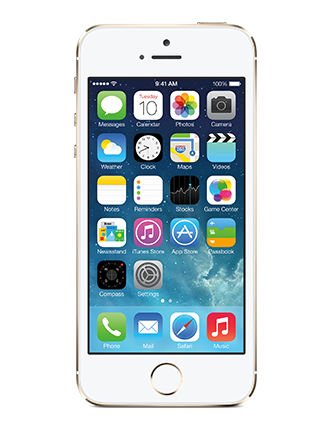 9:41 AM 100%
Tuesday
10
Messages Calendar Photos Camera
280
Weather Clock Maps Videos
Notes Reminders Stocks Game Center
Newsstand iTunes Store App Store Passbook
Compass Settings
Phone Mail Safari Music